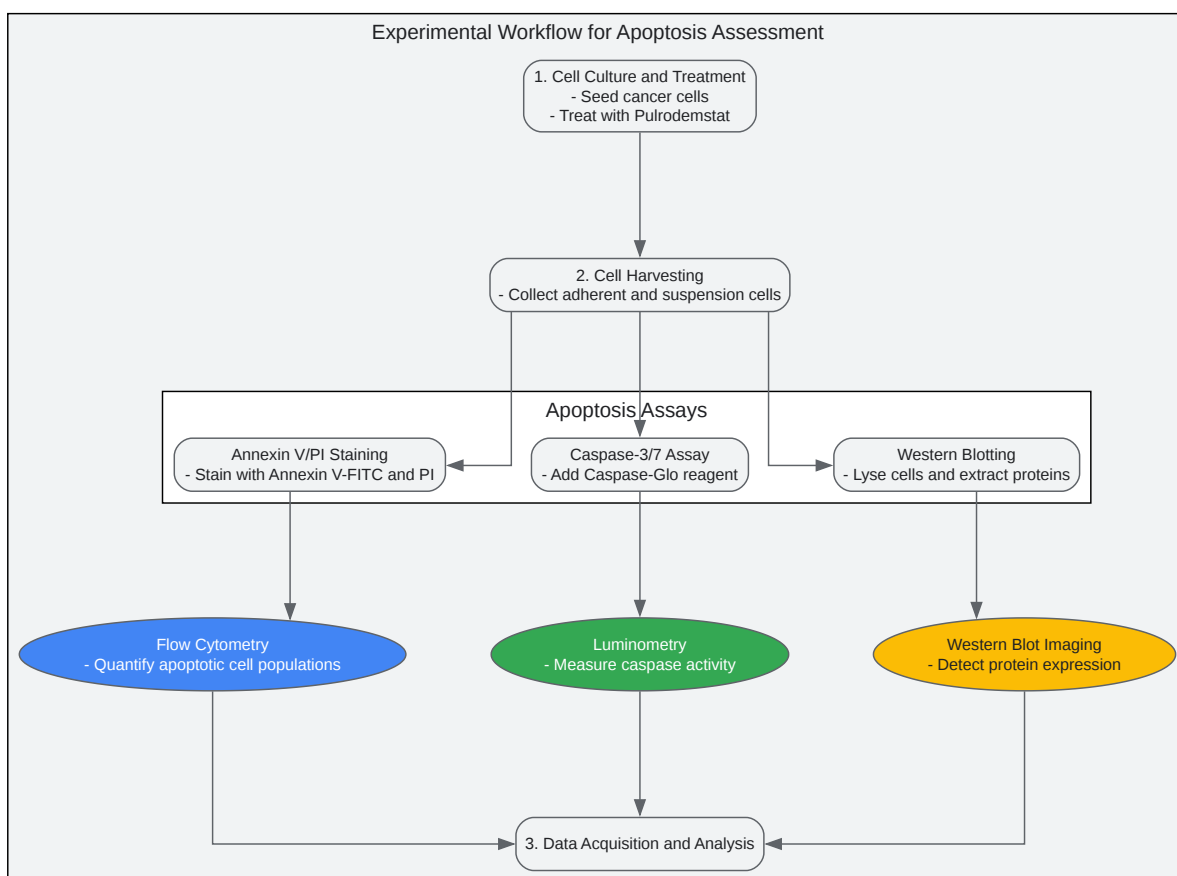 Experimental Workflow for Apoptosis Assessment
1. Cell Culture and Treatment
- Seed cancer cells
- Treat with Pulrodemstat
2. Cell Harvesting
- Collect adherent and suspension cells
Apoptosis Assays
Annexin V/PI Staining
- Stain with Annexin V-FITC and PI
Caspase-3/7 Assay
- Add Caspase-Glo reagent
Western Blotting
- Lyse cells and extract proteins
Flow Cytometry
- Quantify apoptotic cell populations
Luminometry
- Measure caspase activity
Western Blot Imaging
- Detect protein expression
3. Data Acquisition and Analysis